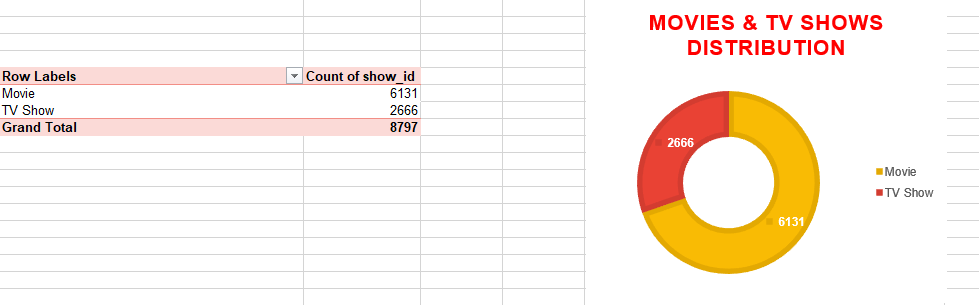 Row Labels Count of show_id
Movie 6131
TV Show 2666
Grand Total 8797
MOVIES & TV SHOWS
DISTRIBUTION
2666
6131
Movie
TV Show